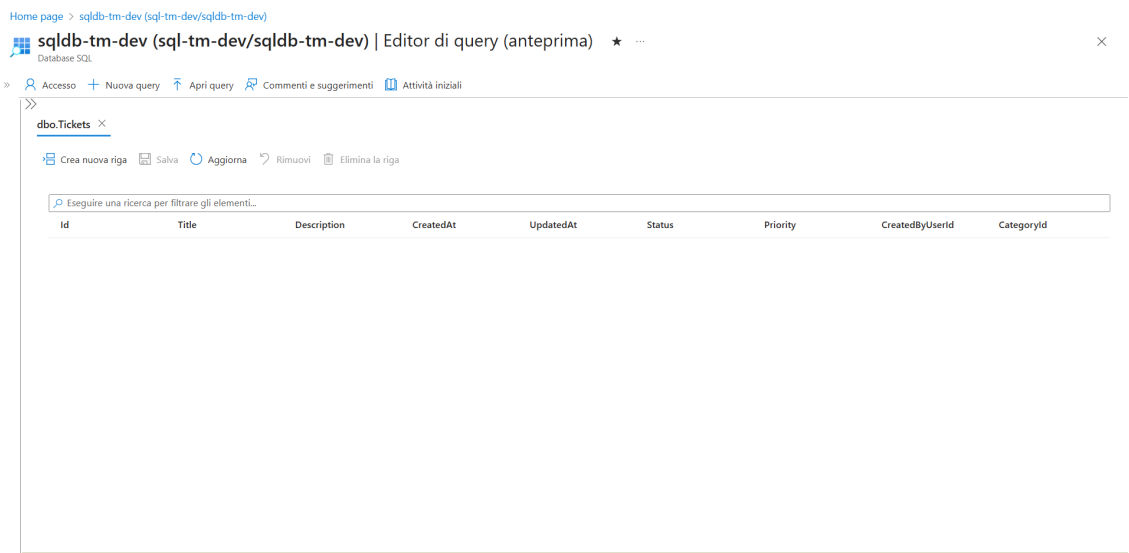 Home page > sqldb-tm-dev (sql-tm-dev/sqldb-tm-dev)
sqldb-tm-dev (sql-tm-dev/sqldb-tm-dev) | Editor di query (anteprima) ★ ...
Database SQL
Accesso Nuova query Apri query Commenti e suggerimenti Attività iniziali
dbo.Tickets
Crea nuova riga Salva Aggiorna Rimuovi Elimina la riga
Eseguire una ricerca per filtrare gli elementi...
Id Title Description CreatedAt UpdatedAt Status Priority CreatedByUserId CategoryId